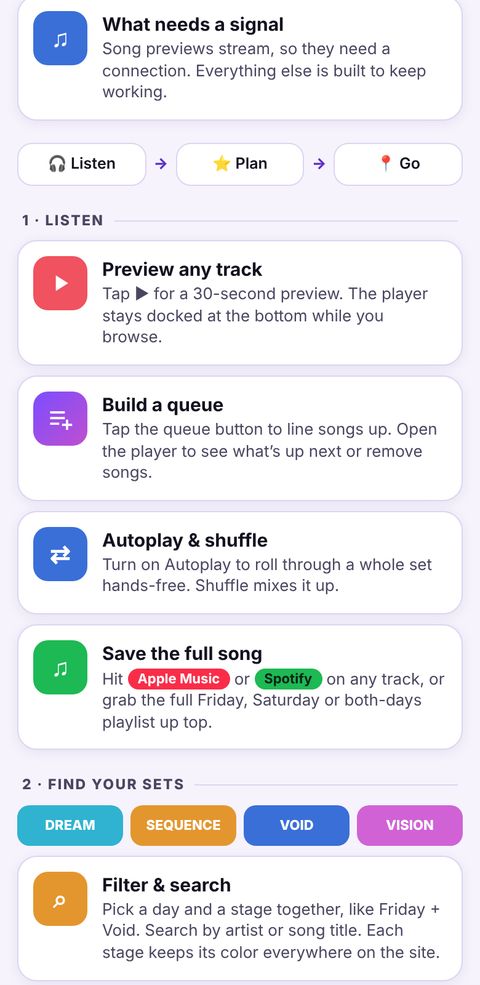 What needs a signal
Song previews stream, so they need a
connection. Everything else is built to keep
working.
🎧 Listen → ⭐ Plan → 📍 Go
1 · LISTEN
Preview any track
Tap ▶ for a 30-second preview. The player
stays docked at the bottom while you
browse.
Build a queue
Tap the queue button to line songs up. Open
the player to see what’s up next or remove
songs.
Autoplay & shuffle
Turn on Autoplay to roll through a whole set
hands-free. Shuffle mixes it up.
Save the full song
Hit Apple Music or Spotify on any track, or
grab the full Friday, Saturday or both-days
playlist up top.
2 · FIND YOUR SETS
DREAM SEQUENCE VOID VISION
Filter & search
Pick a day and a stage together, like Friday +
Void. Search by artist or song title. Each
stage keeps its color everywhere on the site.